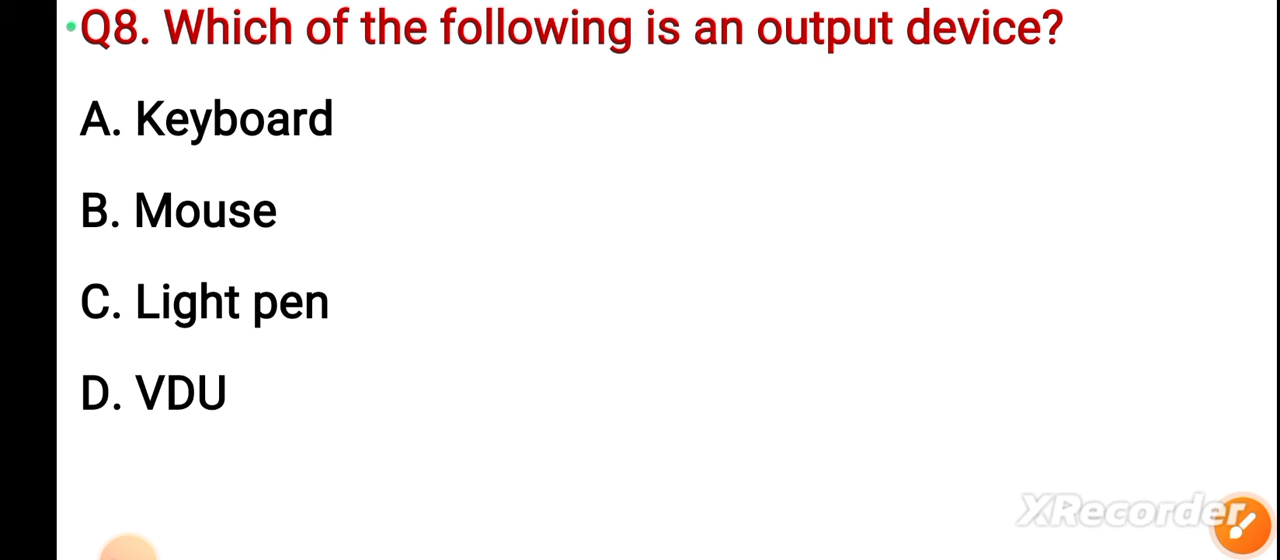 •Q8. Which of the following is an output device?
A. Keyboard
B. Mouse
C. Light pen
D. VDU
XRecorder